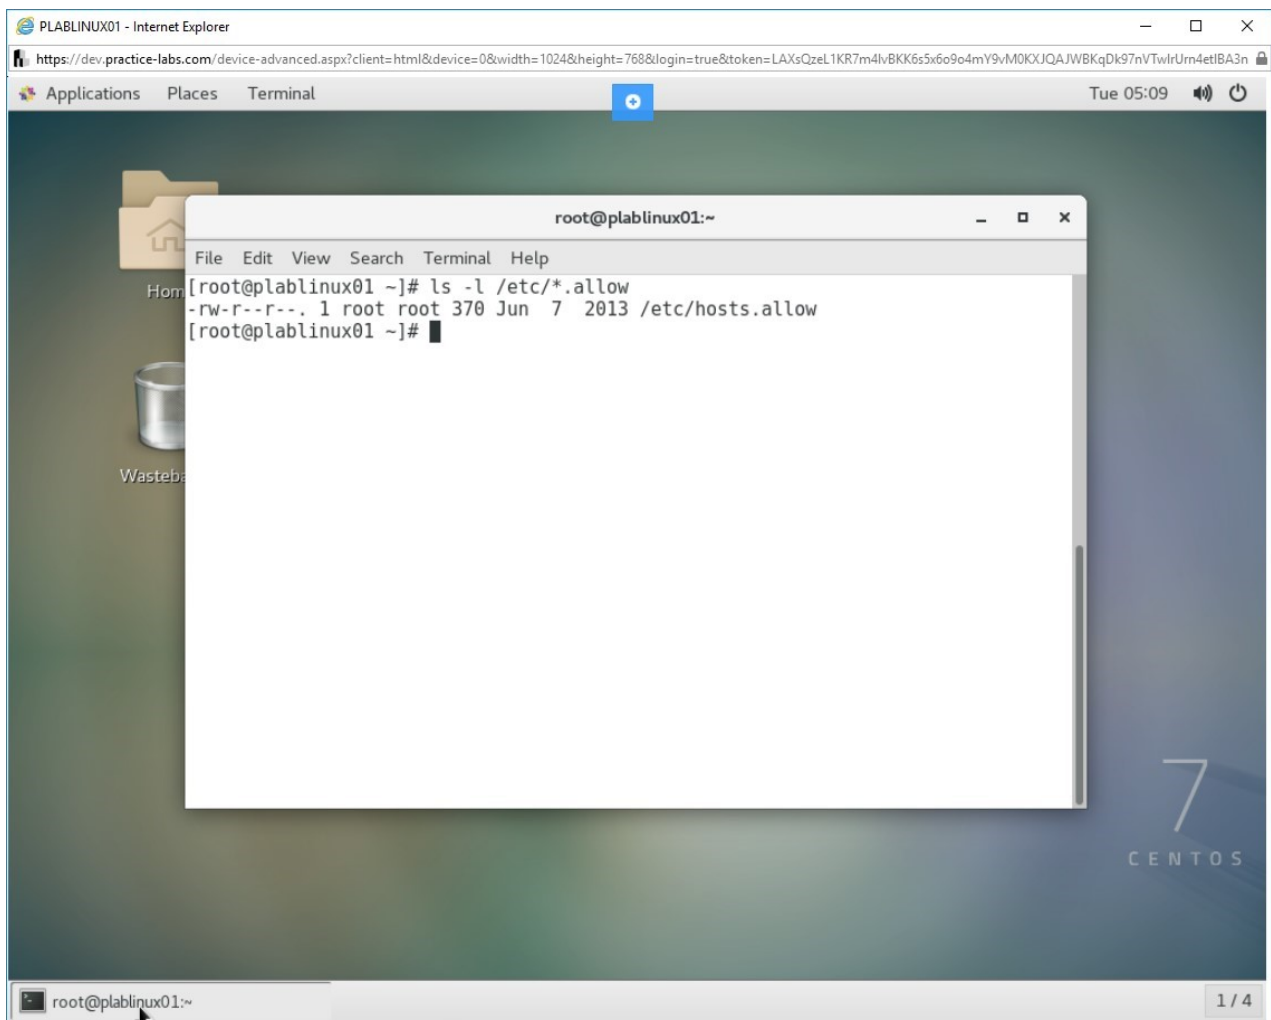 PLABLINUX01 - Internet Explorer
https://dev.practice-labs.com/device-advanced.aspx?client=html&device=0&width=1024&height=768&login=true&token=
Applications Places Terminal Tue 05:09
root@plablinux01:~
File Edit View Search Terminal Help
[root@plablinux01 ~]# ls -l /etc/*.allow
-rw-r--r--. 1 root root 370 Jun  7  2013 /etc/hosts.allow
[root@plablinux01 ~]#
Hom
Wasteba
7
CENTOS
root@plablinux01:~
1 / 4